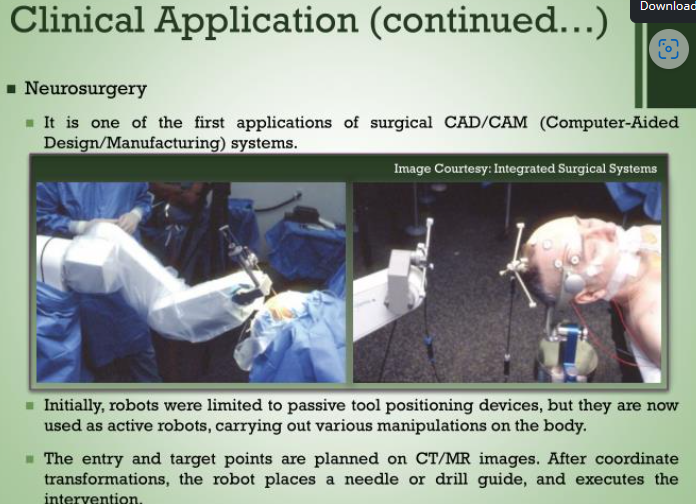 Clinical Application (continued…)
Download
Neurosurgery
It is one of the first applications of surgical CAD/CAM (Computer-Aided
Design/Manufacturing) systems.
Image Courtesy: Integrated Surgical Systems
Initially, robots were limited to passive tool positioning devices, but they are now
used as active robots, carrying out various manipulations on the body.
The entry and target points are planned on CT/MR images. After coordinate
transformations, the robot places a needle or drill guide, and executes the
intervention.